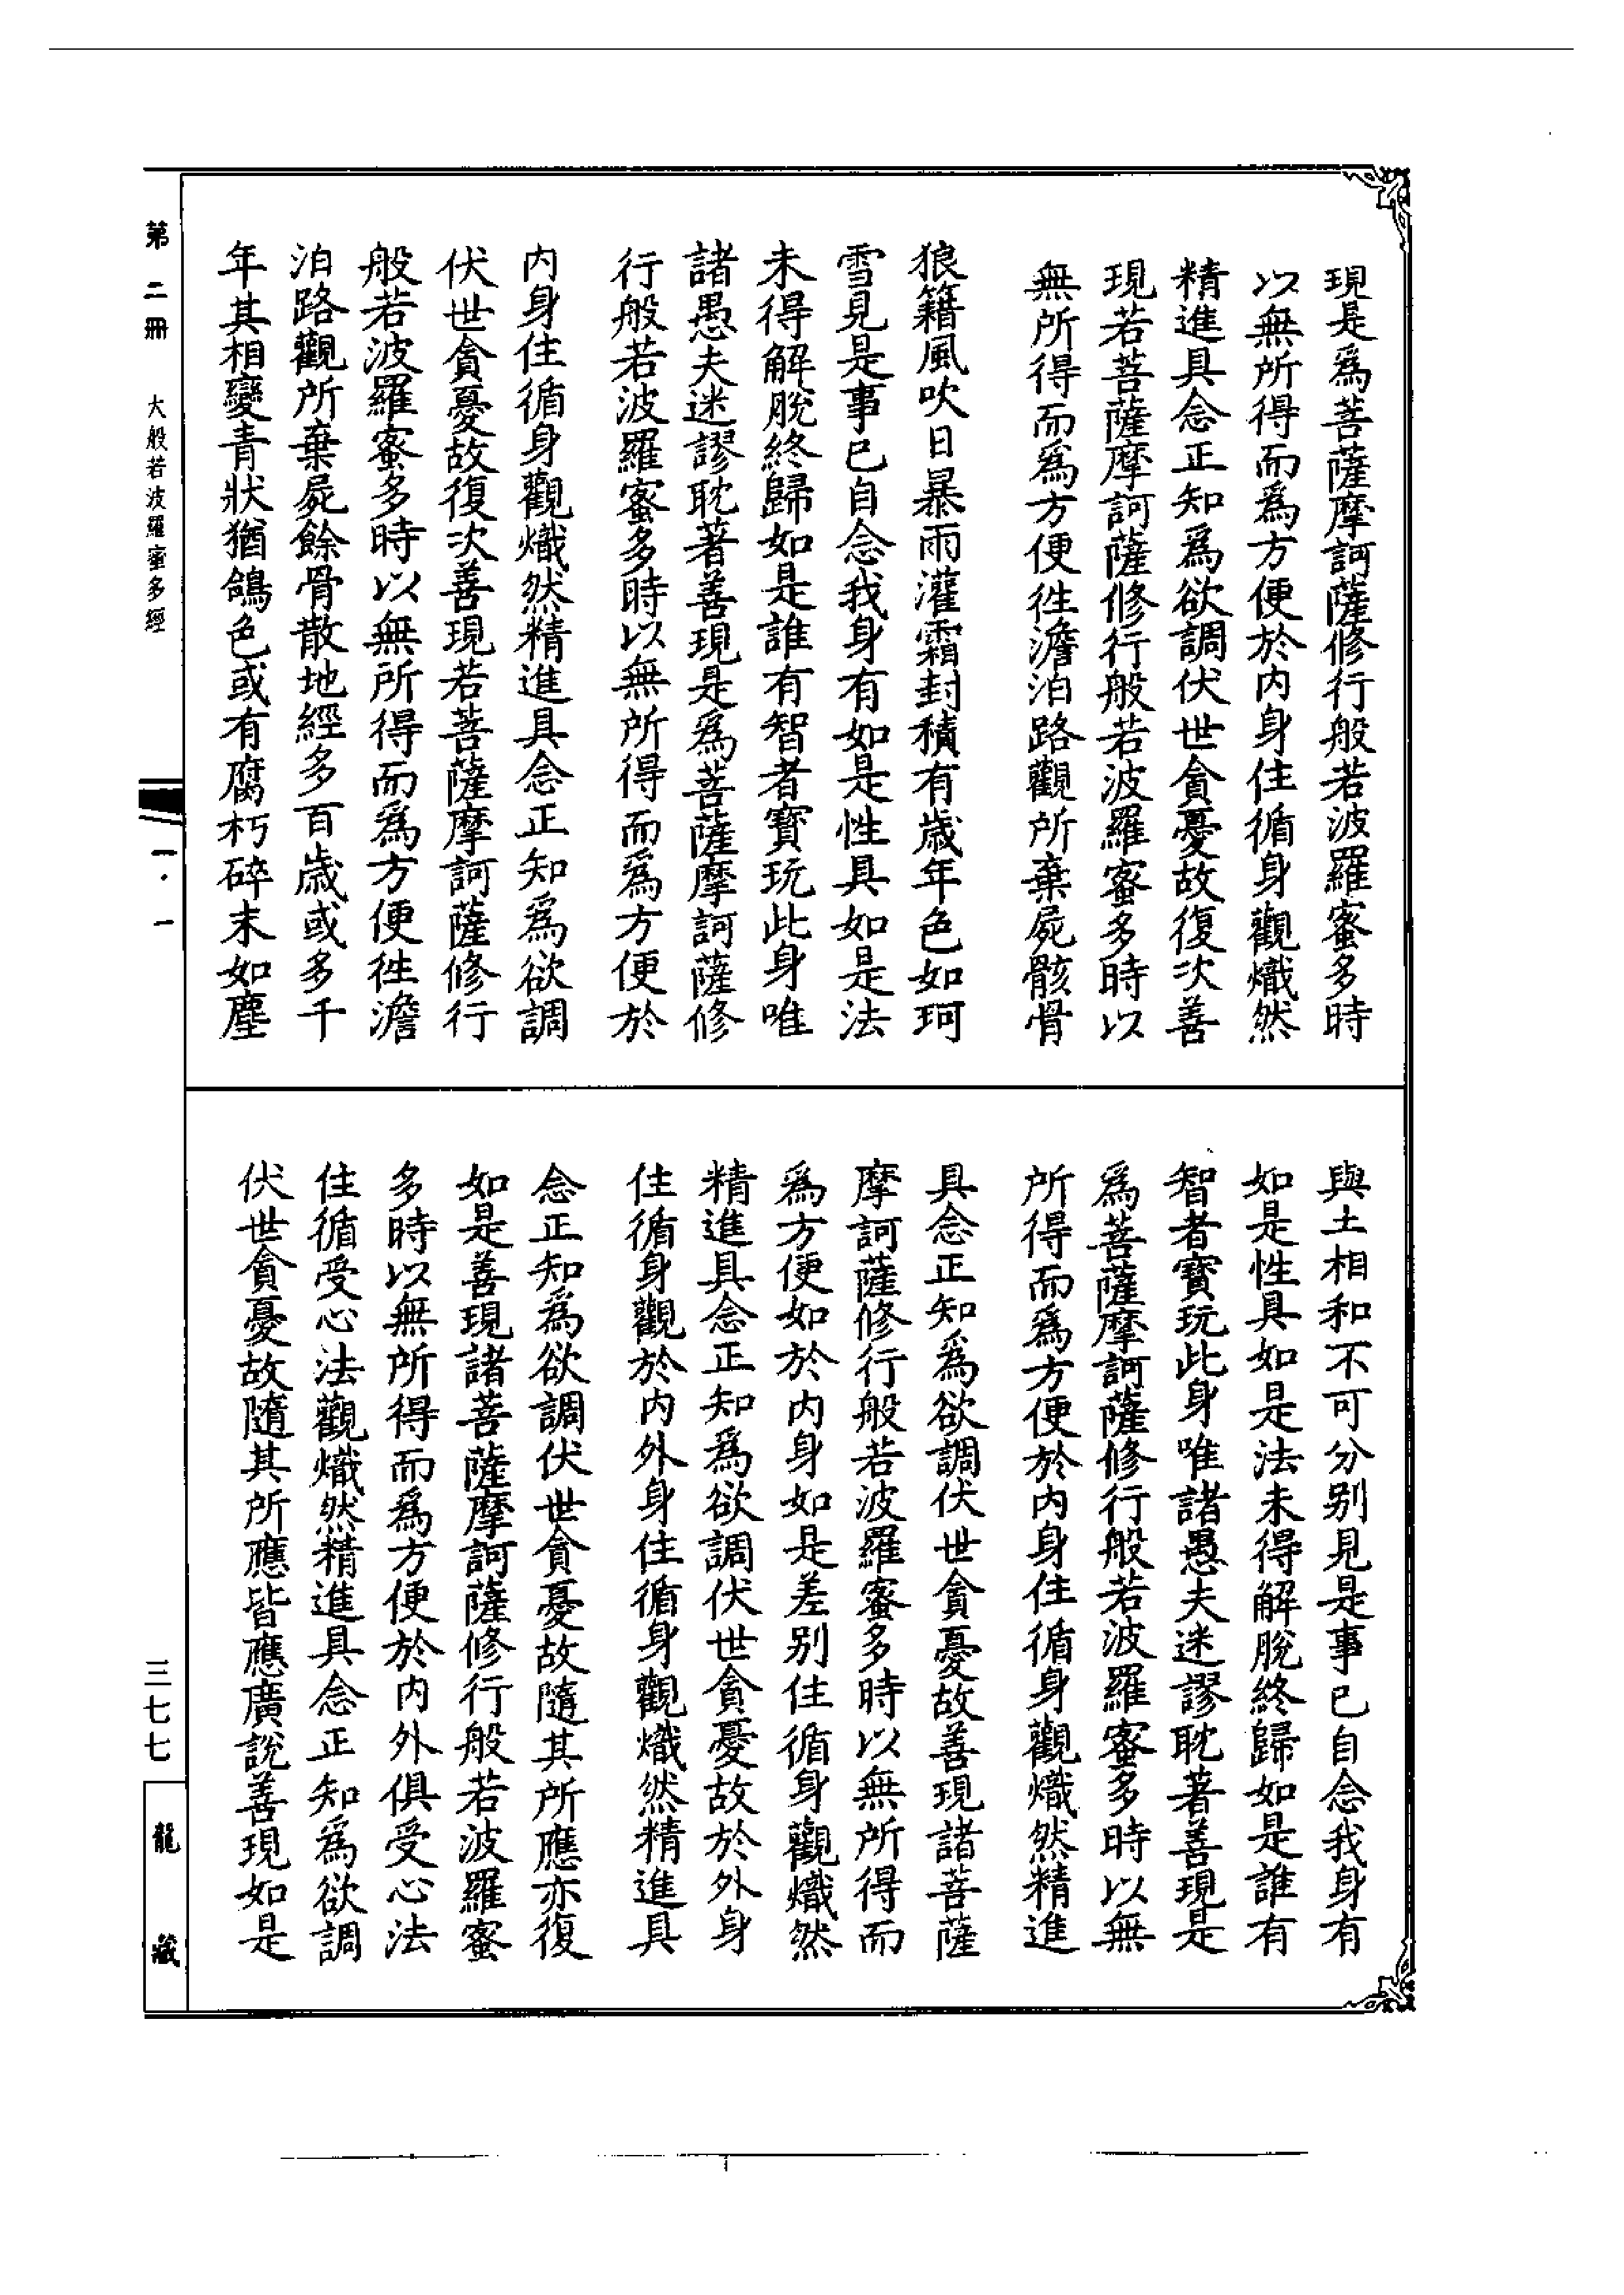 現是爲菩薩摩訶薩修行般若波羅蜜多時
以無所得而爲方便於内身住循身觀熾然
精進具念正知爲欲調伏世貪憂故復次善
現若菩薩摩訶薩修行般若波羅蜜多時以
無所得而爲方便徃澹泊路觀所棄屍骸骨
狼籍風吹日暴雨灌霜封積有歲年色如珂
雪見是事已自念我身有如是性具如是法
未得解脫終歸如是誰有智者寶玩此身唯
諸愚夫迷謬耽著善現是爲菩薩摩訶薩修
行般若波羅蜜多時以無所得而爲方便於
内身住循身觀熾然精進具念正知爲欲調
伏世貪憂故復次善現若菩薩摩訶薩修行
般若波羅蜜多時以無所得而爲方便徃澹
泊路觀所棄屍餘骨散地經多百歲或多千
年其相變青狀猶鴿色或有腐朽碎末如塵
與土相和不可分别見是事已自念我身有
如是性具如是法未得解脫終歸如是誰有
智者寶玩此身唯諸愚夫迷謬耽著善現是
爲菩薩摩訶薩修行般若波羅蜜多時以無
所得而爲方便於内身住循身觀熾然精進
具念正知爲欲調伏世貪憂故善現諸菩薩
摩訶薩修行般若波羅蜜多時以無所得而
爲方便如於内身如是差别住循身觀熾然
精進具念正知爲欲調伏世貪憂故於外身
住循身觀於内外身住循身觀熾然精進具
念正知爲欲調伏世貪憂故隨其所應亦復
如是善現諸菩薩摩訶薩修行般若波羅蜜
多時以無所得而爲方便於内外俱受心法
住循受心法觀熾然精進具念正知爲欲調
伏世貪憂故隨其所應皆應廣說善現如是
第二冊 大般若波羅蜜多經
一·一
三七七
龍藏